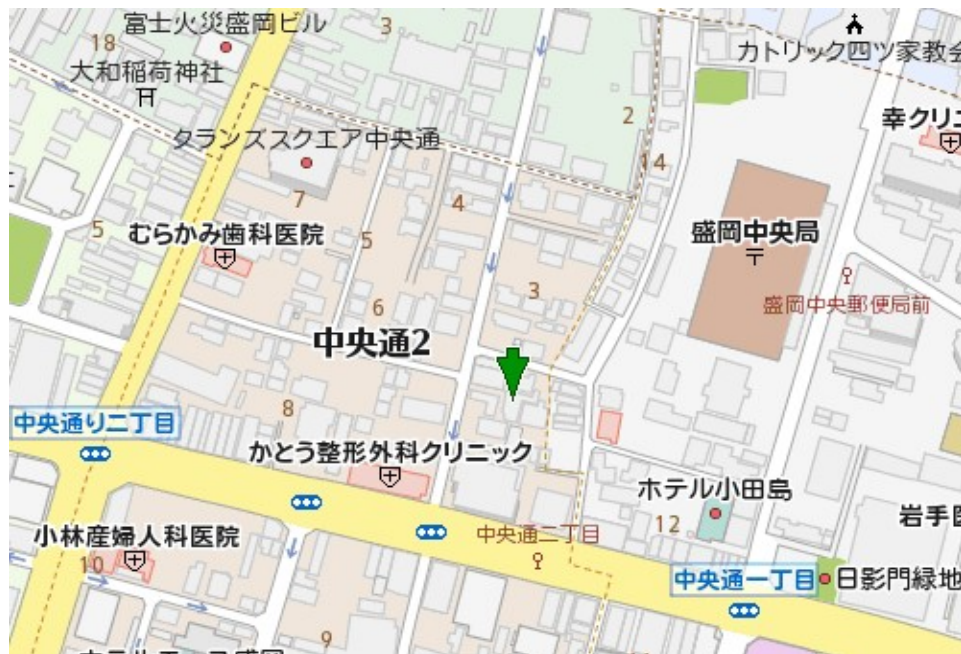 富士火災盛岡ビル
3
カトリック四ツ家教会
18
大和稲荷神社
2
幸クリニ
タランズスクエア中央通
14
7
4
5
むらかみ歯科医院
5
盛岡中央局
〒
3
6
盛岡中央郵便局前
中央通2
8
中央通り二丁目
かとう整形外科クリニック
ホテル小田島
岩手医
12
小林産婦人科医院
中央通二丁目
10
中央通一丁目
日影門緑地
9